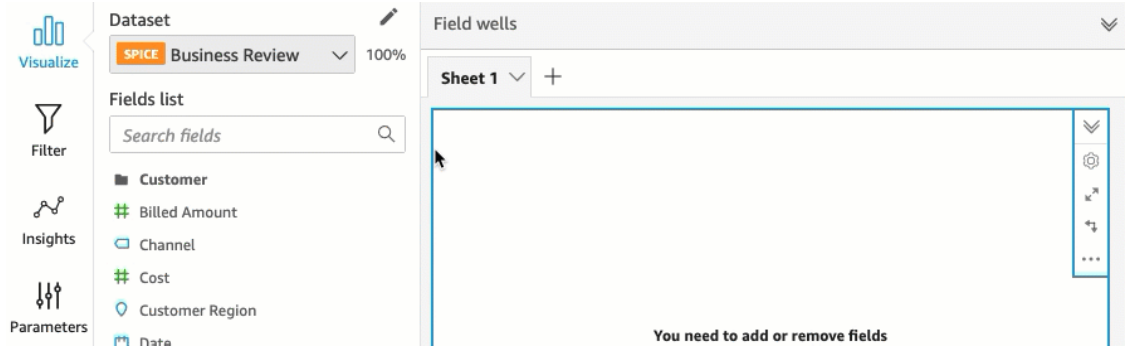 Visualize
Filter
Insights
Parameters
Dataset
SPICE Business Review 100%
Fields list
Search fields
Customer
Billed Amount
Channel
Cost
Customer Region
Date
Field wells
Sheet 1
You need to add or remove fields